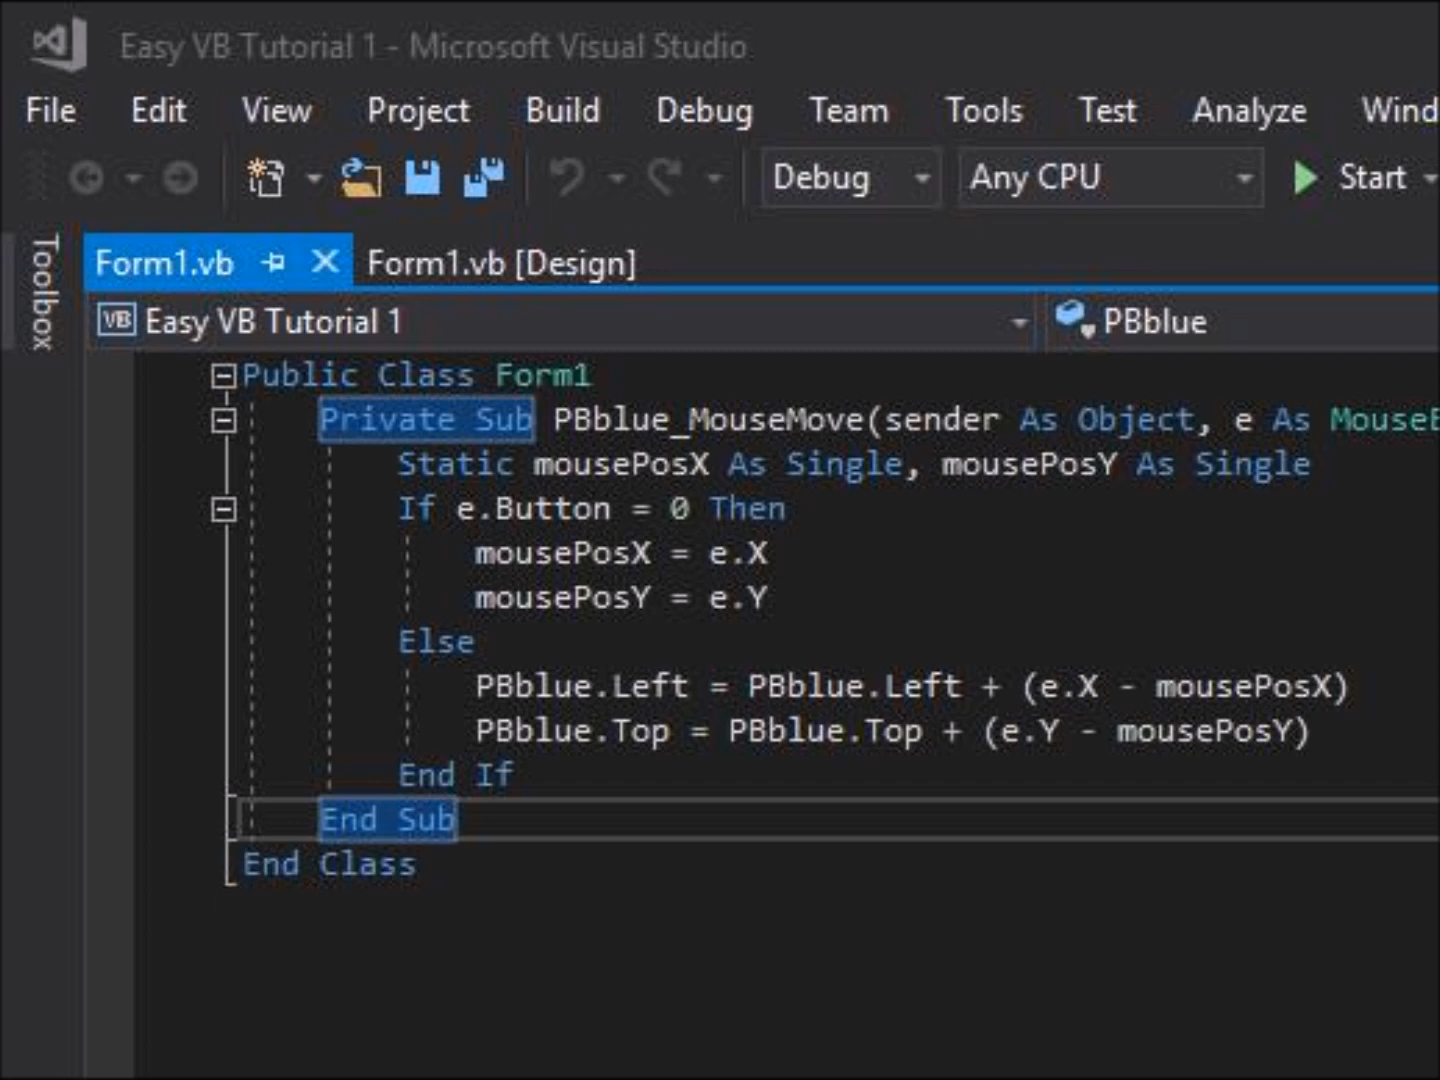 Easy VB Tutorial 1 - Microsoft Visual Studio
File Edit View Project Build Debug Team Tools Test Analyze Wind
Debug Any CPU Start
Toolbox
Form1.vb Form1.vb [Design]
VB Easy VB Tutorial 1 PBblue
Public Class Form1
Private Sub PBblue_MouseMove(sender As Object, e As MouseE
Static mousePosX As Single, mousePosY As Single
If e.Button = 0 Then
mousePosX = e.X
mousePosY = e.Y
Else
PBblue.Left = PBblue.Left + (e.X - mousePosX)
PBblue.Top = PBblue.Top + (e.Y - mousePosY)
End If
End Sub
End Class